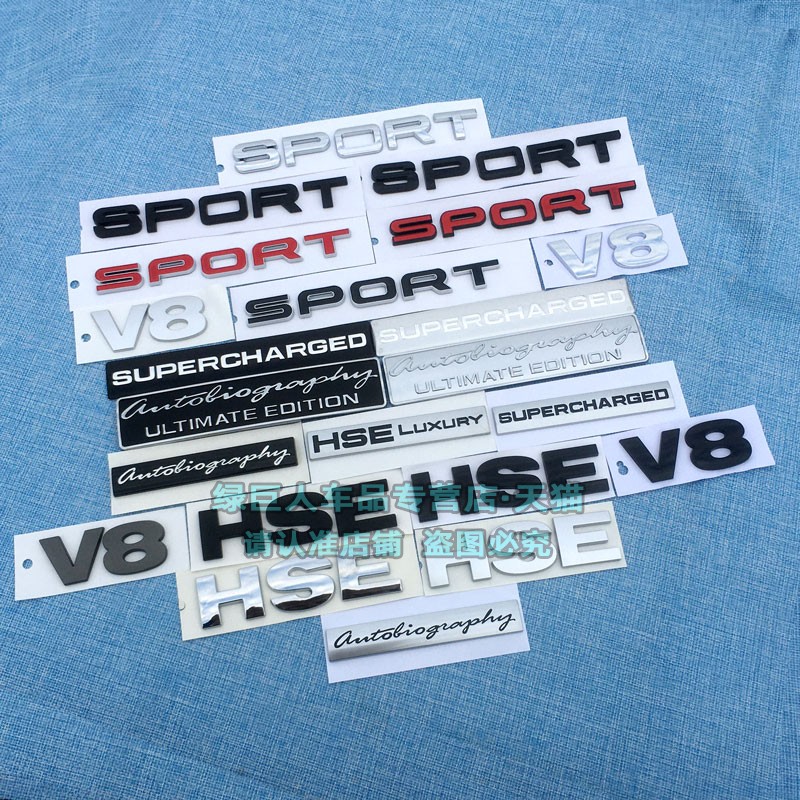 SPORT
SPORT
SPORT
SPORT
SPORT
V8
SPORT
V8
SUPERCHARGED
SUPERCHARGED
Autobiography
ULTIMATE EDITION
Autobiography
ULTIMATE EDITION
SUPERCHARGED
HSE LUXURY
Autobiography
V8
HSE
HSE
绿巨人车品专营店·天猫
请认准店铺 盗图必究
V8
HSE
HSE
Autobiography